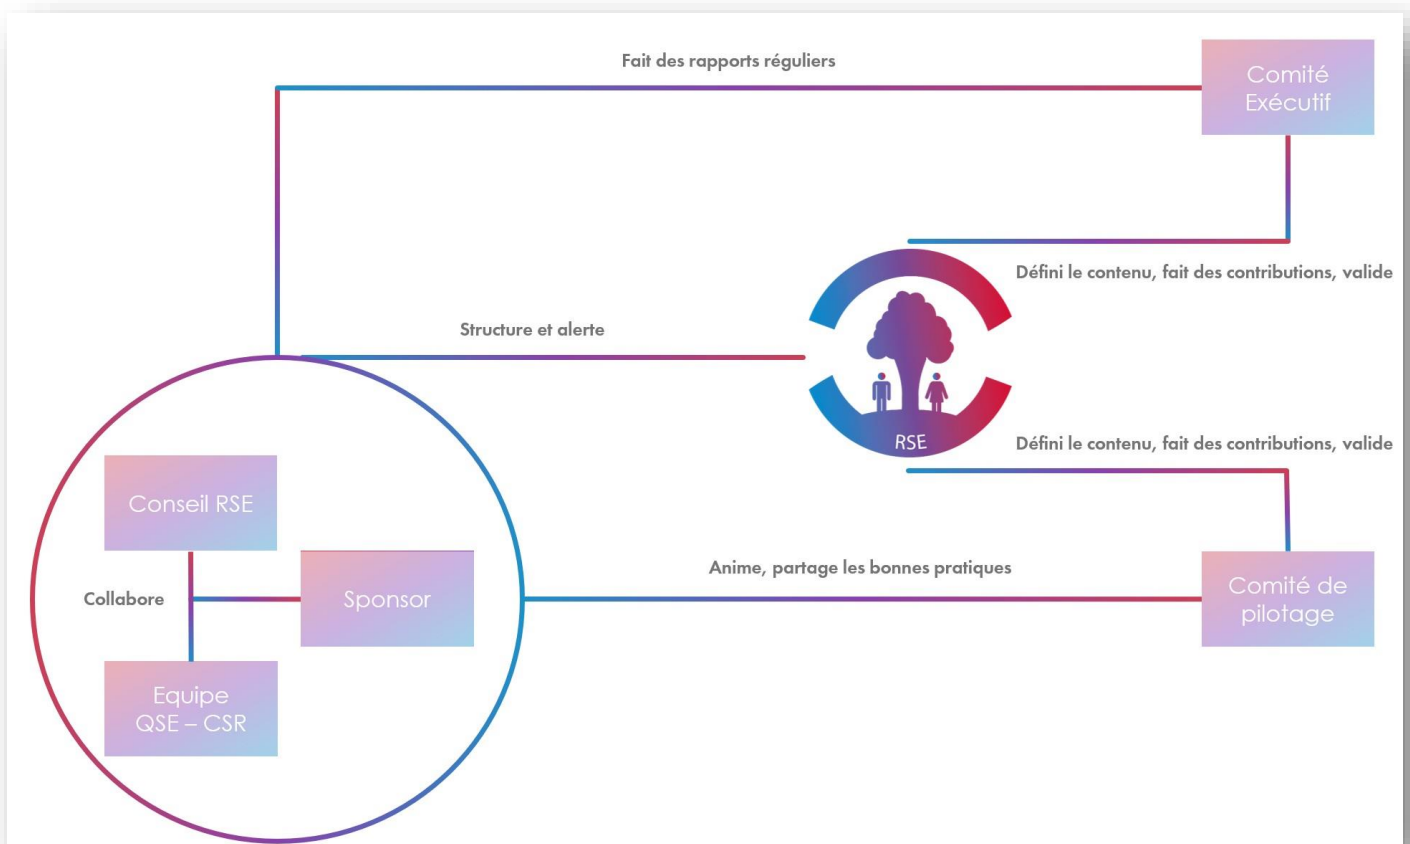 Fait des rapports réguliers
Comité
Exécutif
Défini le contenu, fait des contributions, valide
Structure et alerte
RSE
Défini le contenu, fait des contributions, valide
Conseil RSE
Anime, partage les bonnes pratiques
Collabore
Sponsor
Comité de
pilotage
Equipe
QSE – CSR